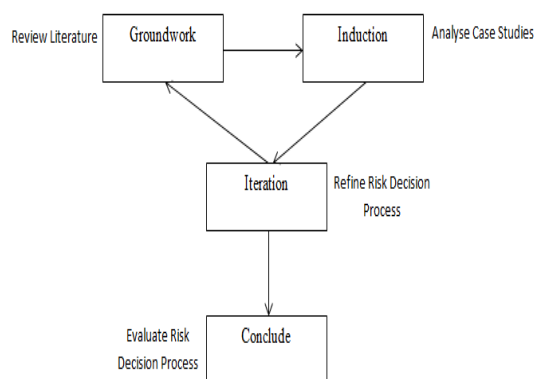 Review Literature
Groundwork
Induction
Analyse Case Studies
Iteration
Refine Risk Decision
Process
Evaluate Risk
Decision Process
Conclude